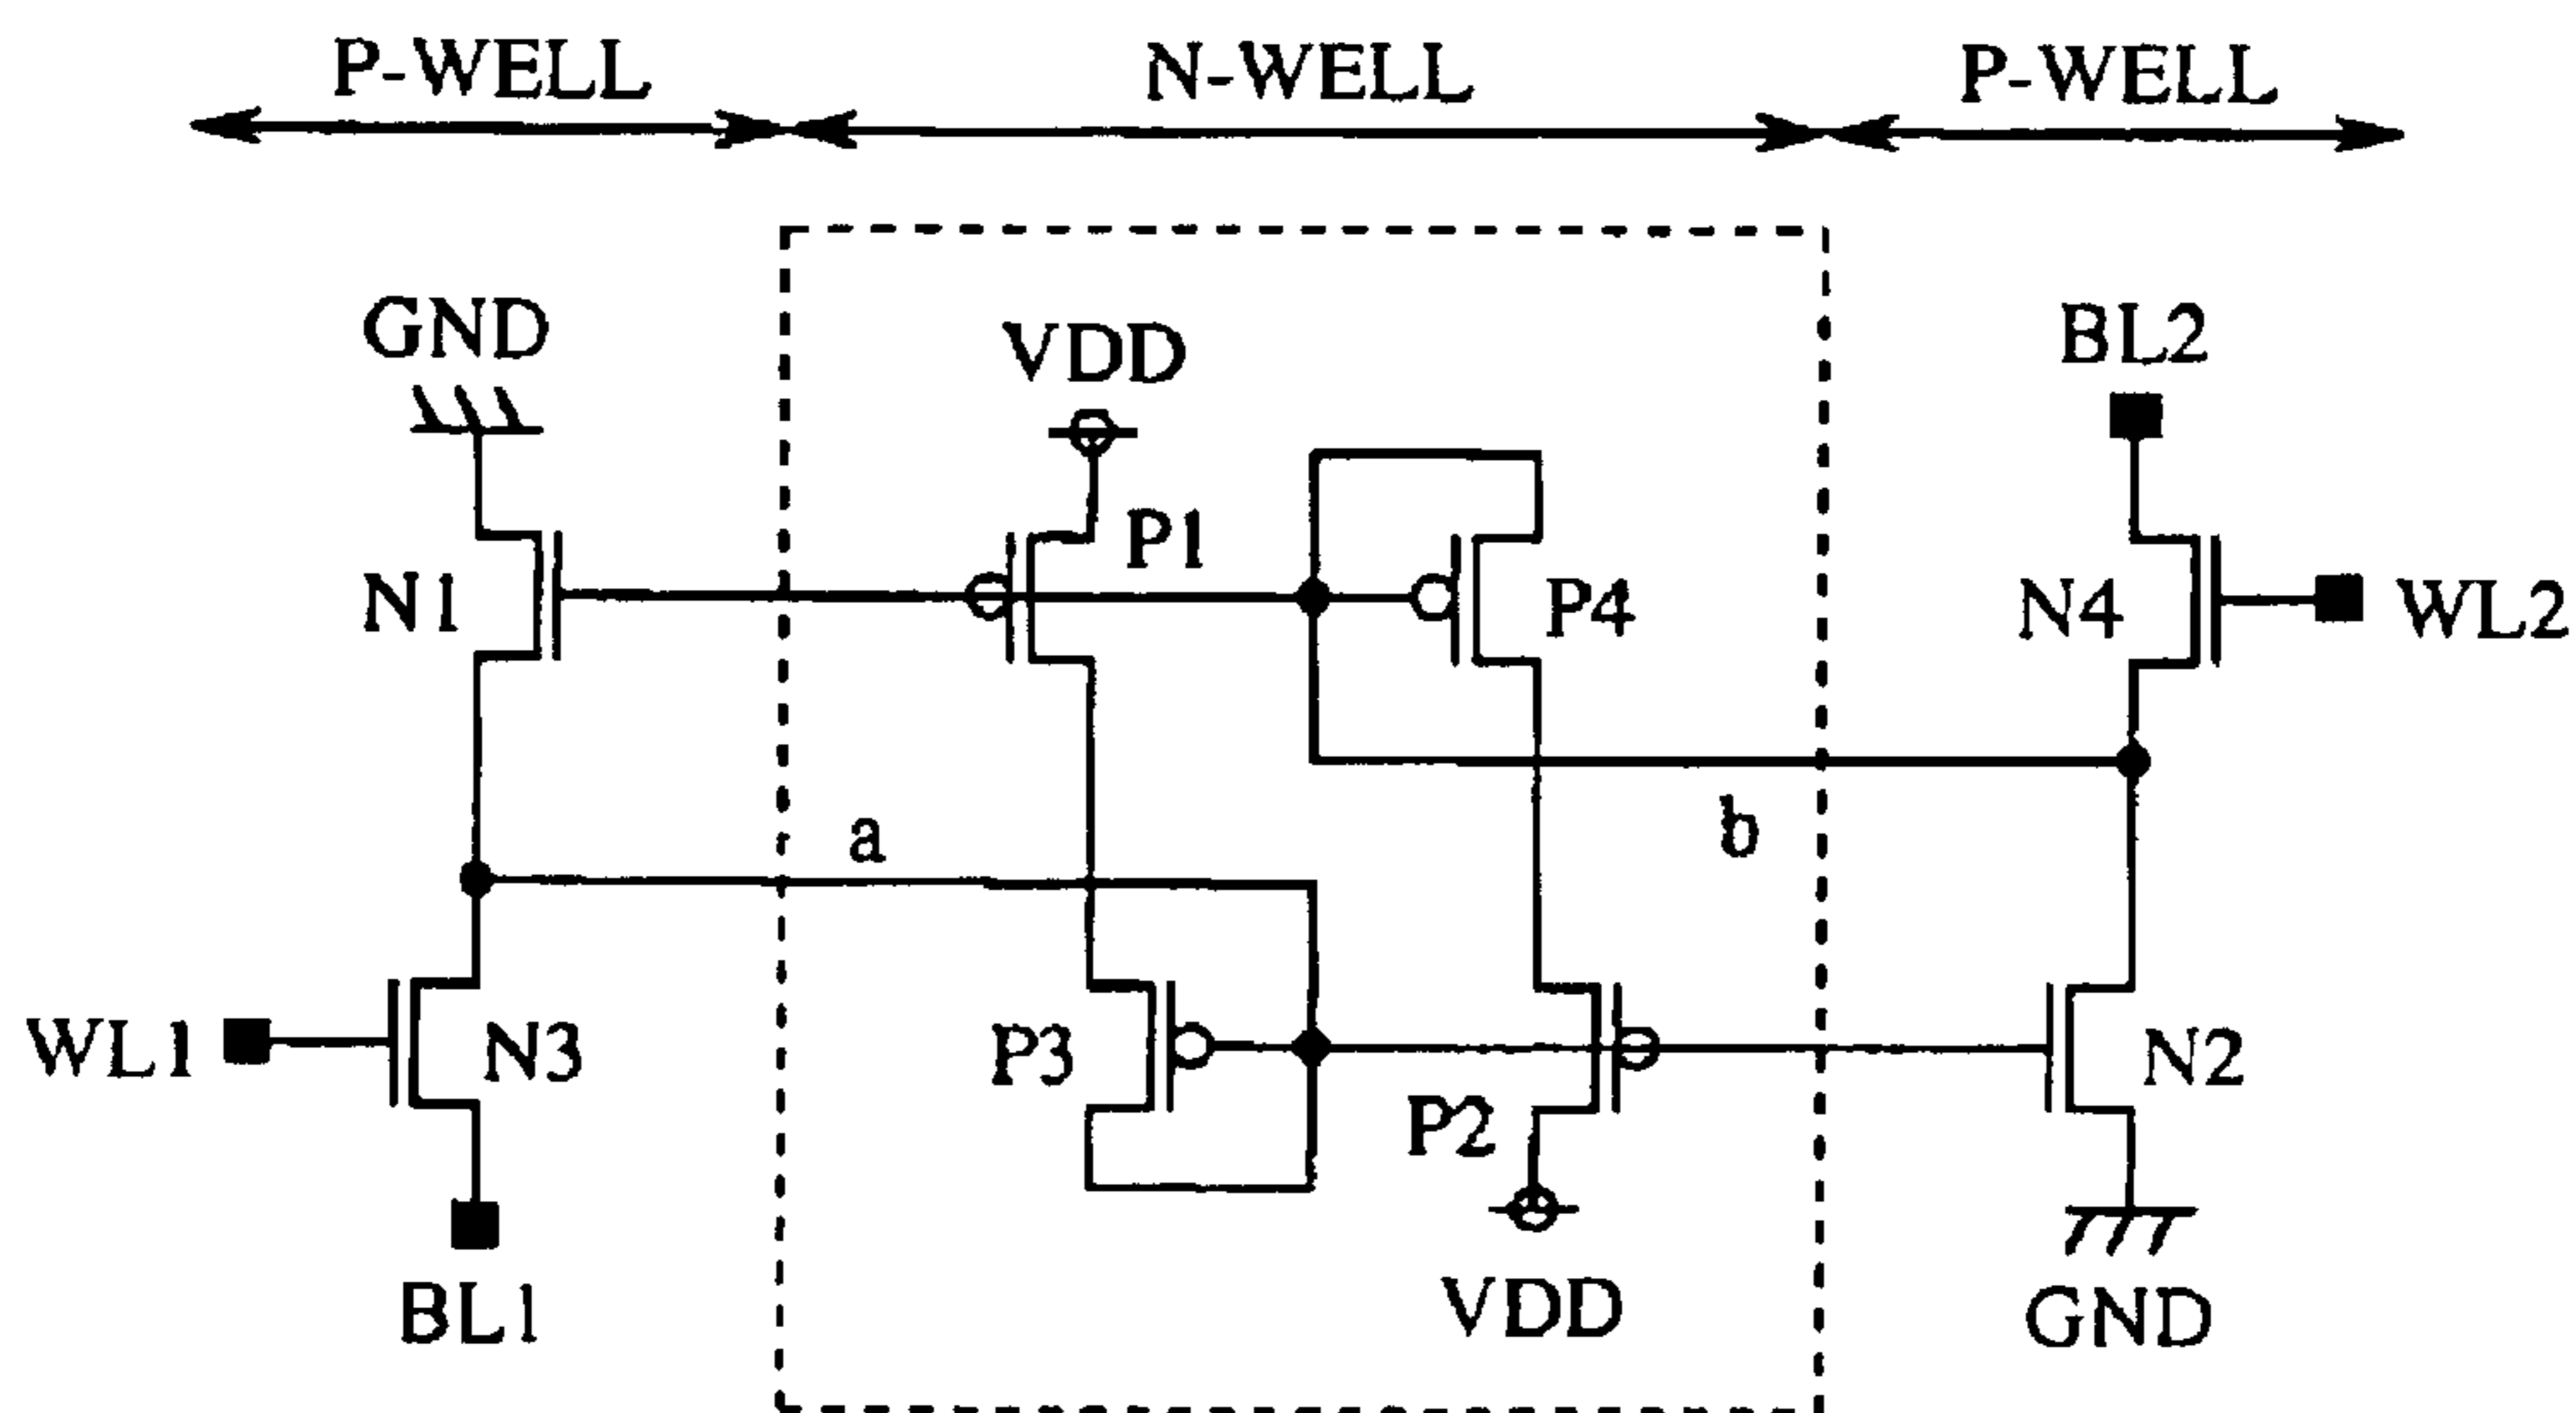 P-WELL N-WELL P-WELL
GND
VDD
BL2
P1
N1
P4
N4
WL2
a
b
WL1
N3
P3
P2
N2
BL1
VDD
GND